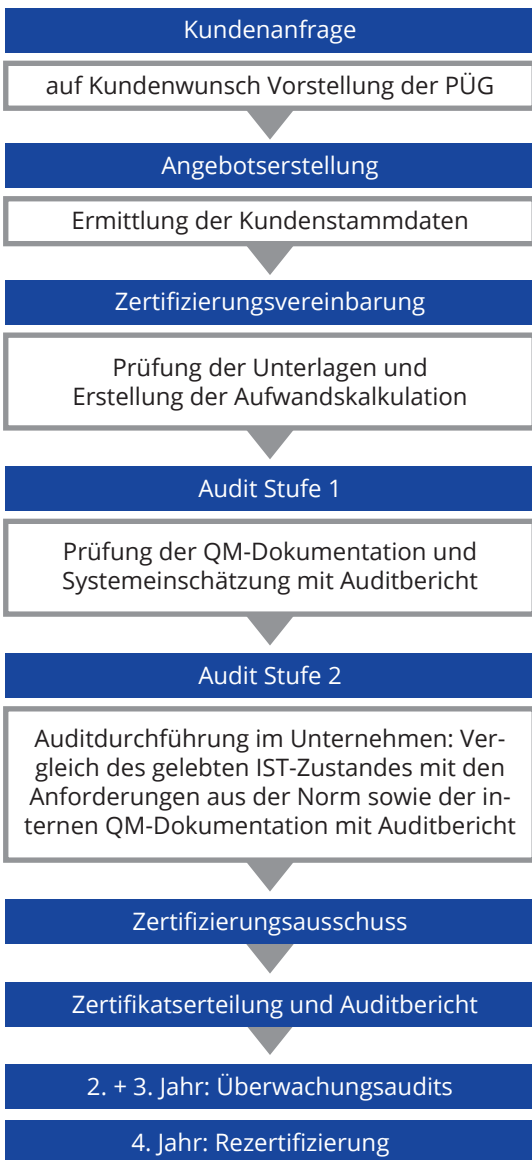 Kundenanfrage
auf Kundenwunsch Vorstellung der PÜG
Angebotserstellung
Ermittlung der Kundenstammdaten
Zertifizierungsvereinbarung
Prüfung der Unterlagen und
Erstellung der Aufwandskalkulation
Audit Stufe 1
Prüfung der QM-Dokumentation und
Systemeinschätzung mit Auditbericht
Audit Stufe 2
Auditdurchführung im Unternehmen: Ver-
gleich des gelebten IST-Zustandes mit den
Anforderungen aus der Norm sowie der in-
ternen QM-Dokumentation mit Auditbericht
Zertifizierungsausschuss
Zertifikatserteilung und Auditbericht
2. + 3. Jahr: Überwachungsaudits
4. Jahr: Rezertifizierung